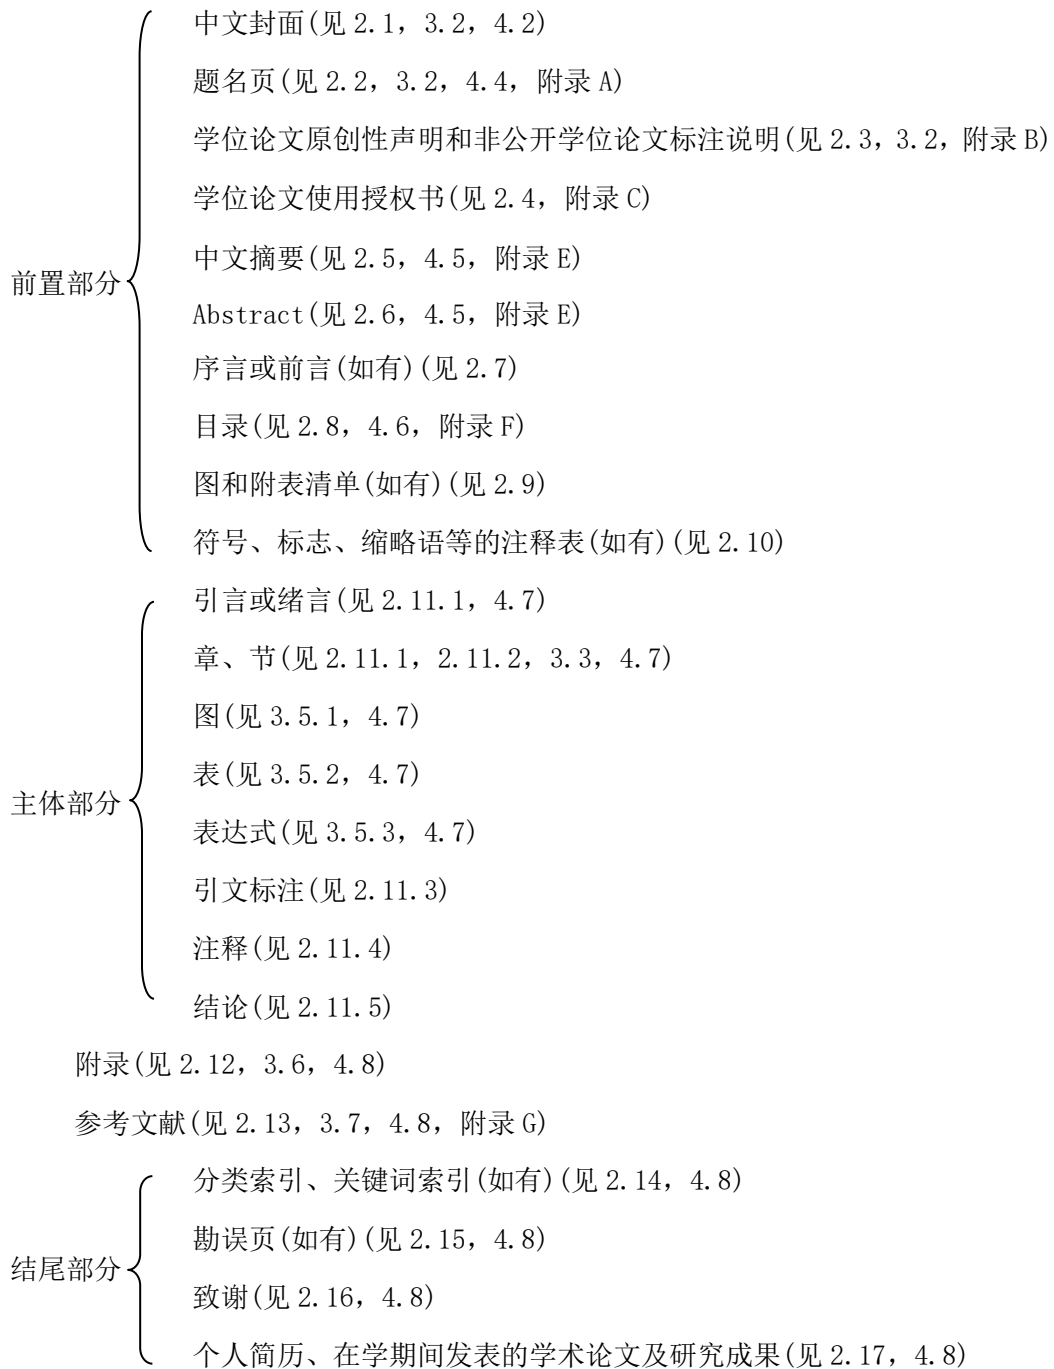 前置部分
中文封面(见 2.1, 3.2, 4.2)
题名页(见 2.2, 3.2, 4.4, 附录 A)
学位论文原创性声明和非公开学位论文标注说明(见 2.3, 3.2, 附录 B)
学位论文使用授权书(见 2.4, 附录 C)
中文摘要(见 2.5, 4.5, 附录 E)
Abstract(见 2.6, 4.5, 附录 E)
序言或前言(如有)(见 2.7)
目录(见 2.8, 4.6, 附录 F)
图和附表清单(如有)(见 2.9)
符号、标志、缩略语等的注释表(如有)(见 2.10)
主体部分
引言或绪言(见 2.11.1, 4.7)
章、节(见 2.11.1, 2.11.2, 3.3, 4.7)
图(见 3.5.1, 4.7)
表(见 3.5.2, 4.7)
表达式(见 3.5.3, 4.7)
引文标注(见 2.11.3)
注释(见 2.11.4)
结论(见 2.11.5)
附录(见 2.12, 3.6, 4.8)
参考文献(见 2.13, 3.7, 4.8, 附录 G)
结尾部分
分类索引、关键词索引(如有)(见 2.14, 4.8)
勘误页(如有)(见 2.15, 4.8)
致谢(见 2.16, 4.8)
个人简历、在学期间发表的学术论文及研究成果(见 2.17, 4.8)